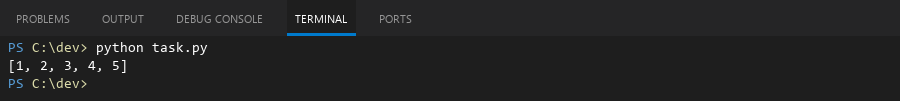 PROBLEMS OUTPUT DEBUG CONSOLE TERMINAL PORTS
PS C:\dev> python task.py
[1, 2, 3, 4, 5]
PS C:\dev>